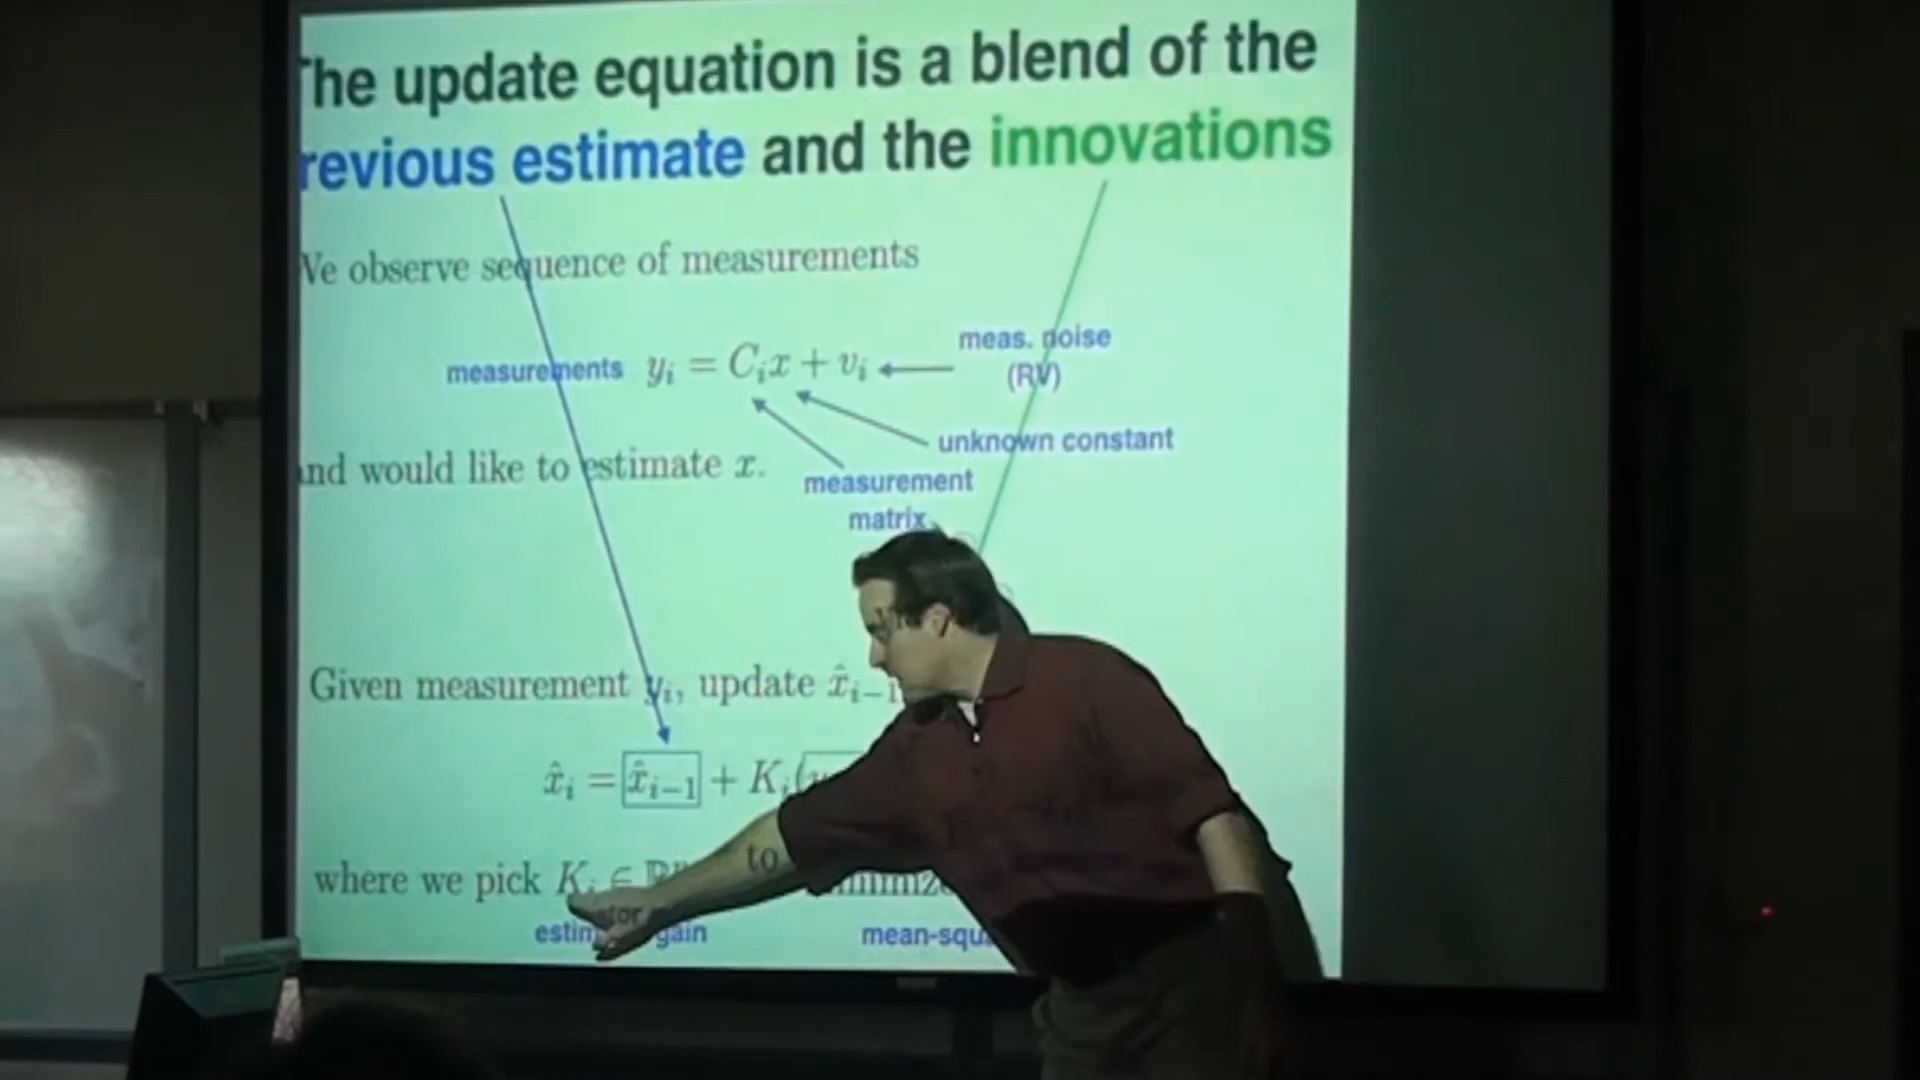 The update equation is a blend of the
revious estimate and the innovations
We observe sequence of measurements
meas. noise
measurements yᵢ = Cᵢx + vᵢ
(RV)
unknown constant
and would like to estimate x.
measurement
matrix
Given measurement yᵢ, update x̂ᵢ₋₁
x̂ᵢ = x̂ᵢ₋₁ + Kᵢ(
where we pick Kᵢ ∈ ℝ to
gain